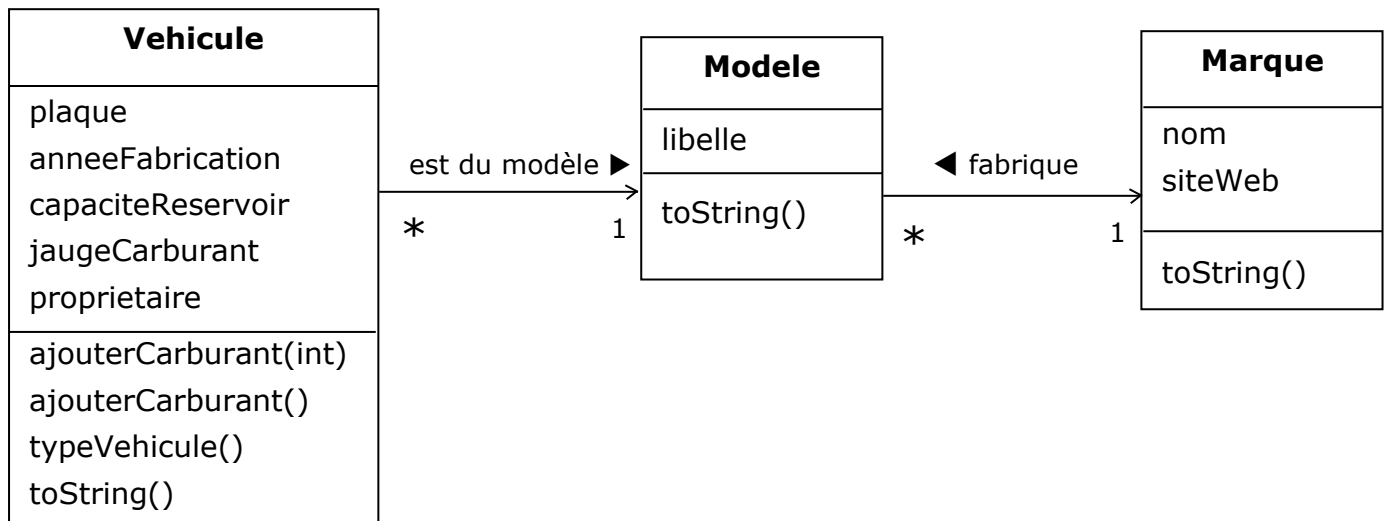 Vehicule
plaque
anneeFabrication
capaciteReservoir
jaugeCarburant
proprietaire
ajouterCarburant(int)
ajouterCarburant()
typeVehicule()
toString()
est du modèle ▶
* 1
Modele
libelle
toString()
◀ fabrique
* 1
Marque
nom
siteWeb
toString()